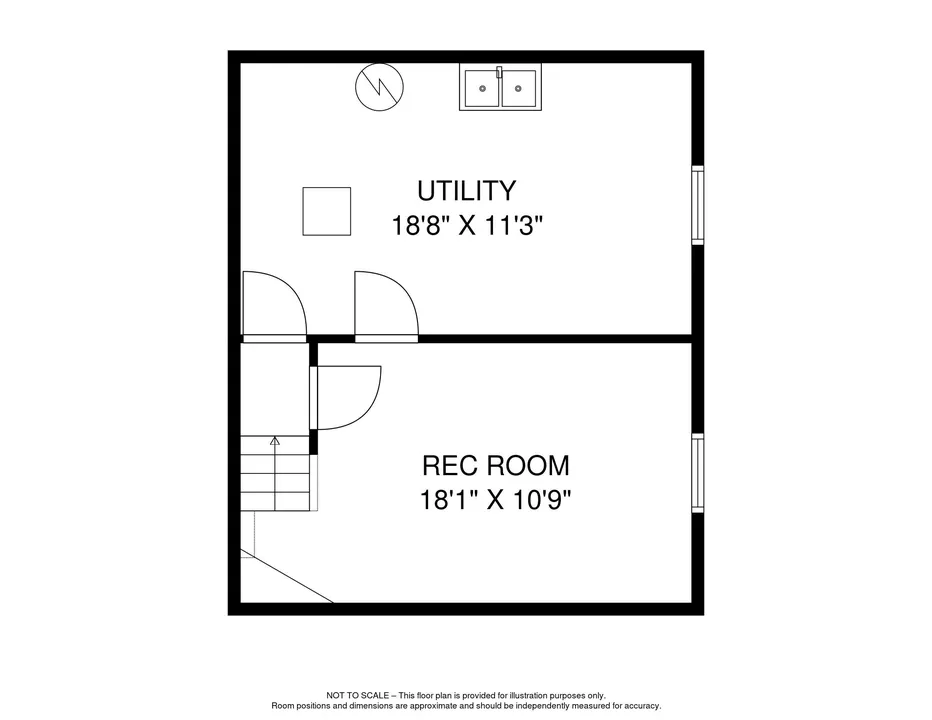 UTILITY
18'8" X 11'3"
REC ROOM
18'1" X 10'9"
NOT TO SCALE – This floor plan is provided for illustration purposes only.
Room positions and dimensions are approximate and should be independently measured for accuracy.